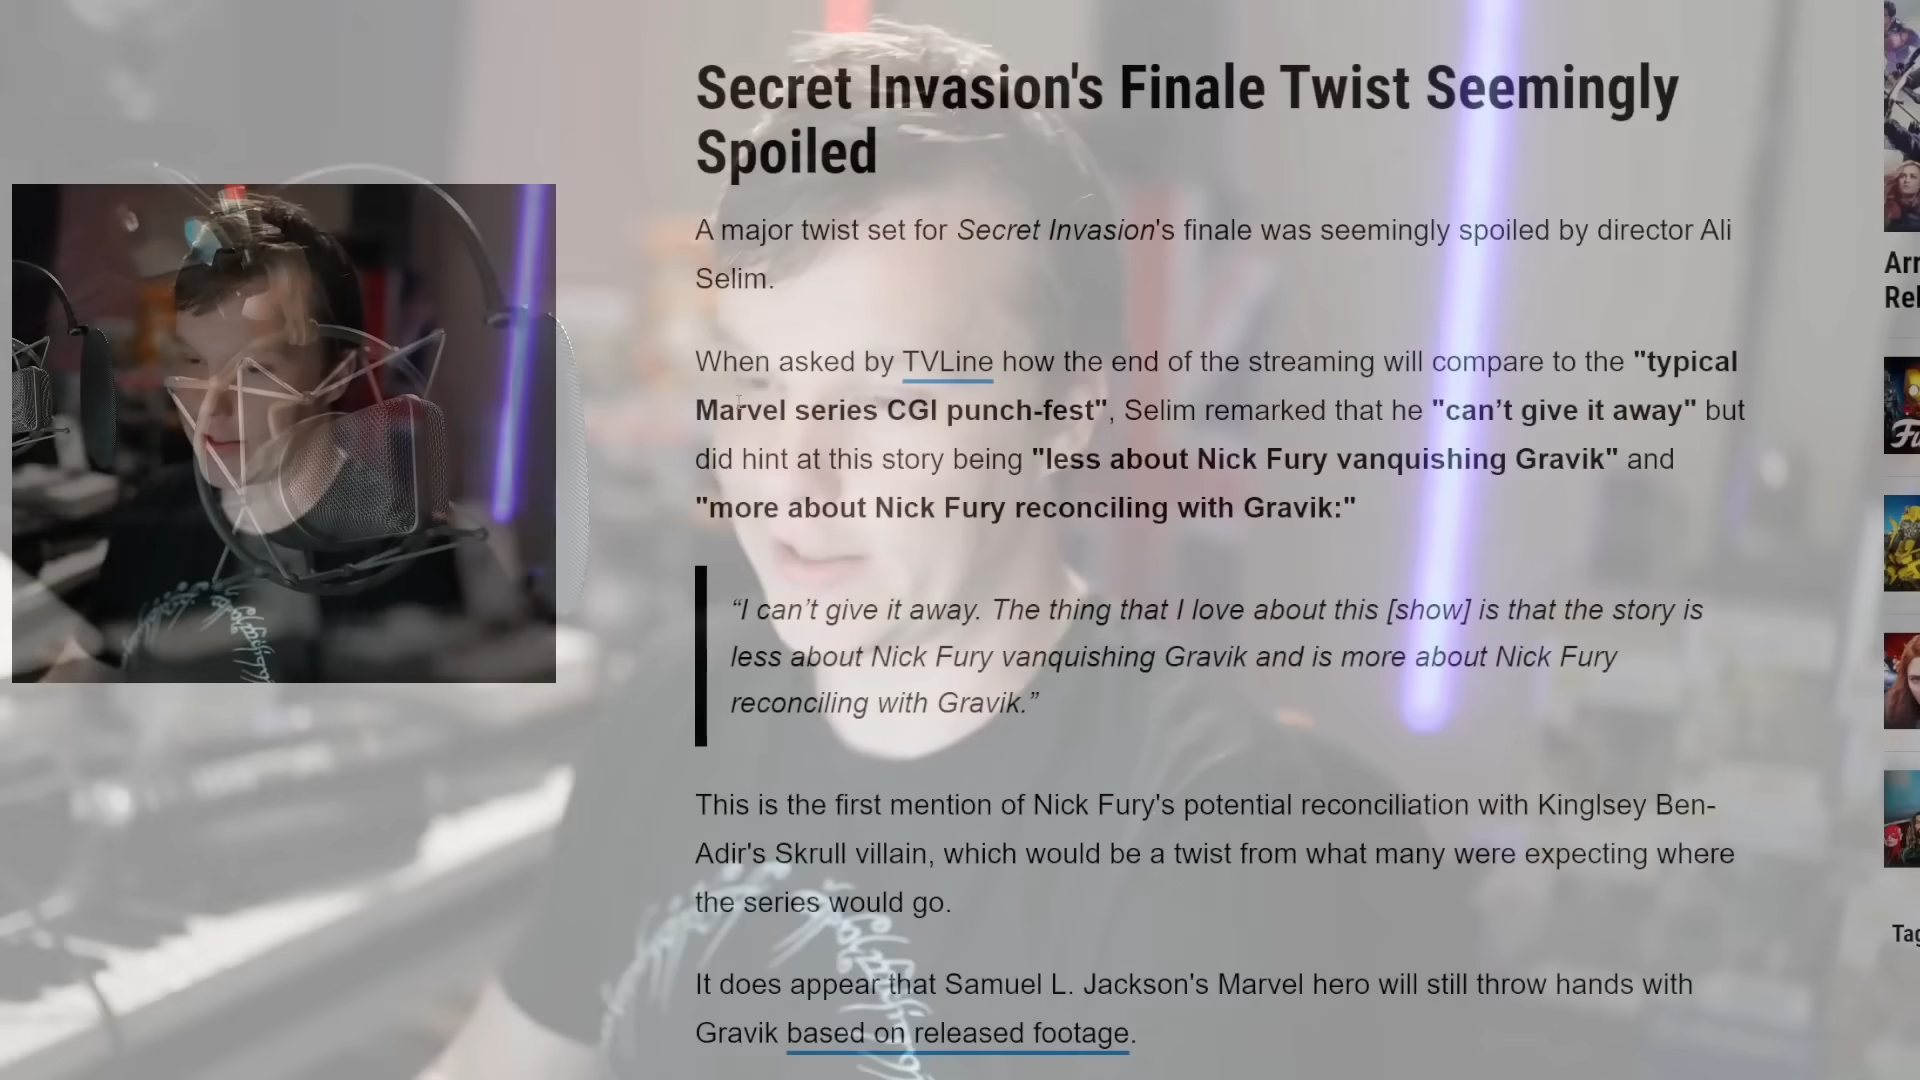 Secret Invasion's Finale Twist Seemingly
Spoiled
A major twist set for Secret Invasion's finale was seemingly spoiled by director Ali
Selim.
When asked by TVLine how the end of the streaming will compare to the "typical
Marvel series CGI punch-fest", Selim remarked that he "can’t give it away" but
did hint at this story being "less about Nick Fury vanquishing Gravik" and
"more about Nick Fury reconciling with Gravik:"
“I can’t give it away. The thing that I love about this [show] is that the story is
less about Nick Fury vanquishing Gravik and is more about Nick Fury
reconciling with Gravik.”
This is the first mention of Nick Fury's potential reconciliation with Kinglsey Ben-
Adir's Skrull villain, which would be a twist from what many were expecting where
the series would go.
It does appear that Samuel L. Jackson's Marvel hero will still throw hands with
Gravik based on released footage.